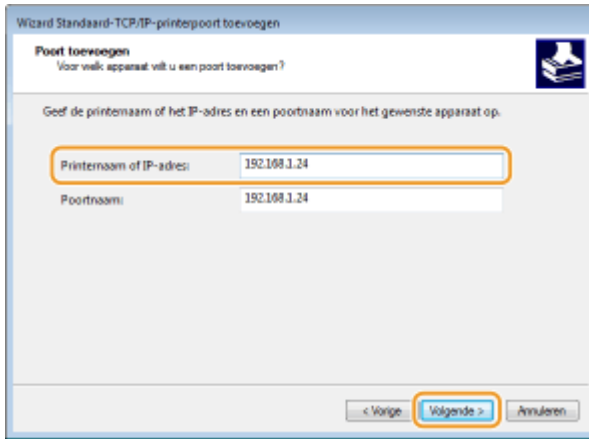 Wizard Standaard-TCP/IP-printerpoort toevoegen
Poort toevoegen
Voor welk apparaat wilt u een poort toevoegen?
Geef de printernaam of het IP-adres en een poortnaam voor het gewenste apparaat op.
Printernaam of IP-adres: 192.168.1.24
Poortnaam: 192.168.1.24
< Vorige Volgende > Annuleren